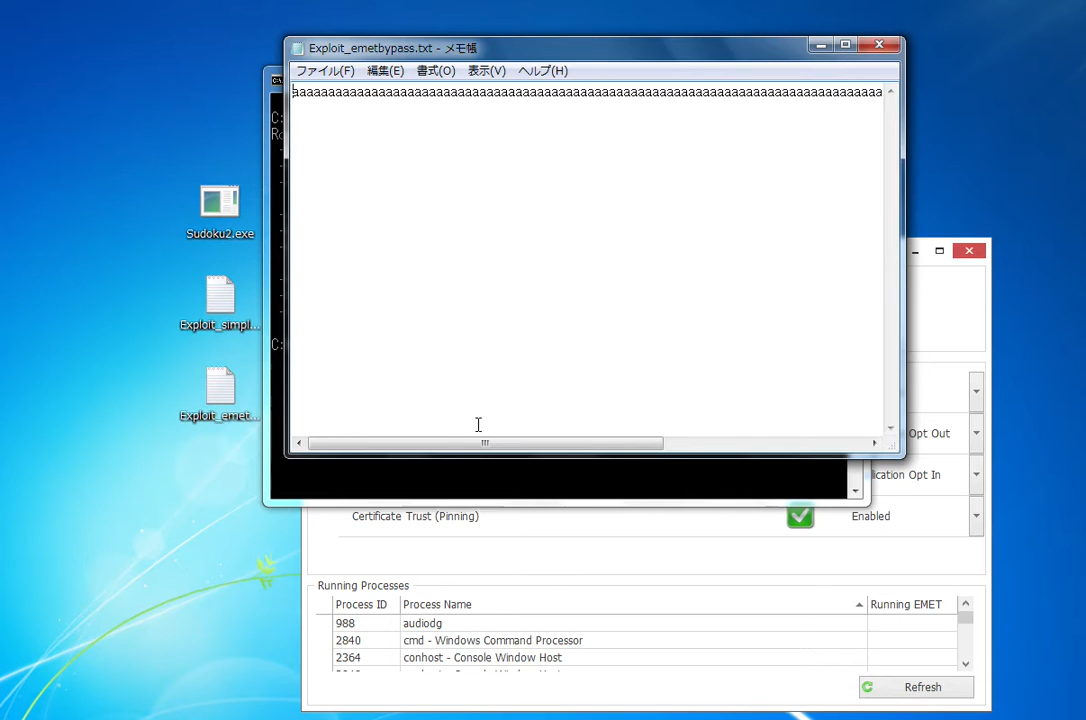 Exploit_emetbypass.txt - メモ帳
ファイル(F) 編集(E) 書式(O) 表示(V) ヘルプ(H)
aaaaaaaaaaaaaaaaaaaaaaaaaaaaaaaaaaaaaaaaaaaaaaaaaaaaaaaaaaaaaaaaaaaaaaaaaaaaaaaaaa
C:
Sudoku2.exe
Exploit_simpl...
C:
Exploit_emet...
Opt Out
lication Opt In
Certificate Trust (Pinning) Enabled
Running Processes
Process ID Process Name Running EMET
988 audiodg
2840 cmd - Windows Command Processor
2364 conhost - Console Window Host
Refresh